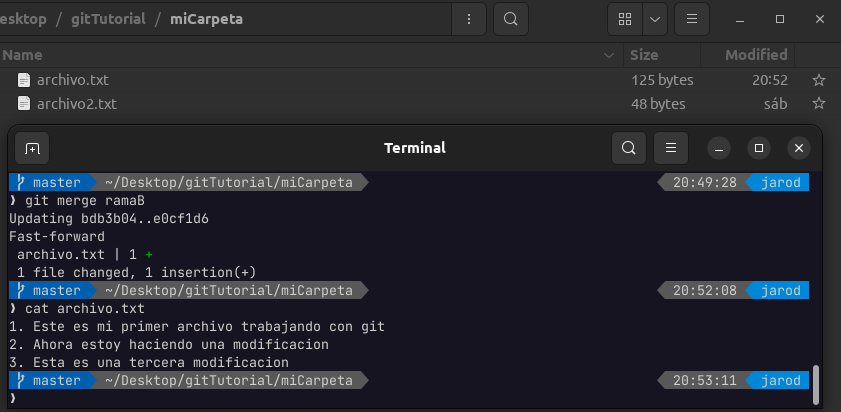 esktop / gitTutorial / miCarpeta
Name Size Modified
archivo.txt 125 bytes 20:52
archivo2.txt 48 bytes sáb
Terminal
master ~/Desktop/gitTutorial/miCarpeta 20:49:28 jarod
❯ git merge ramaB
Updating bdb3b04..e0cf1d6
Fast-forward
archivo.txt | 1 +
1 file changed, 1 insertion(+)
master ~/Desktop/gitTutorial/miCarpeta 20:52:08 jarod
❯ cat archivo.txt
1. Este es mi primer archivo trabajando con git
2. Ahora estoy haciendo una modificacion
3. Esta es una tercera modificacion
master ~/Desktop/gitTutorial/miCarpeta 20:53:11 jarod
❯